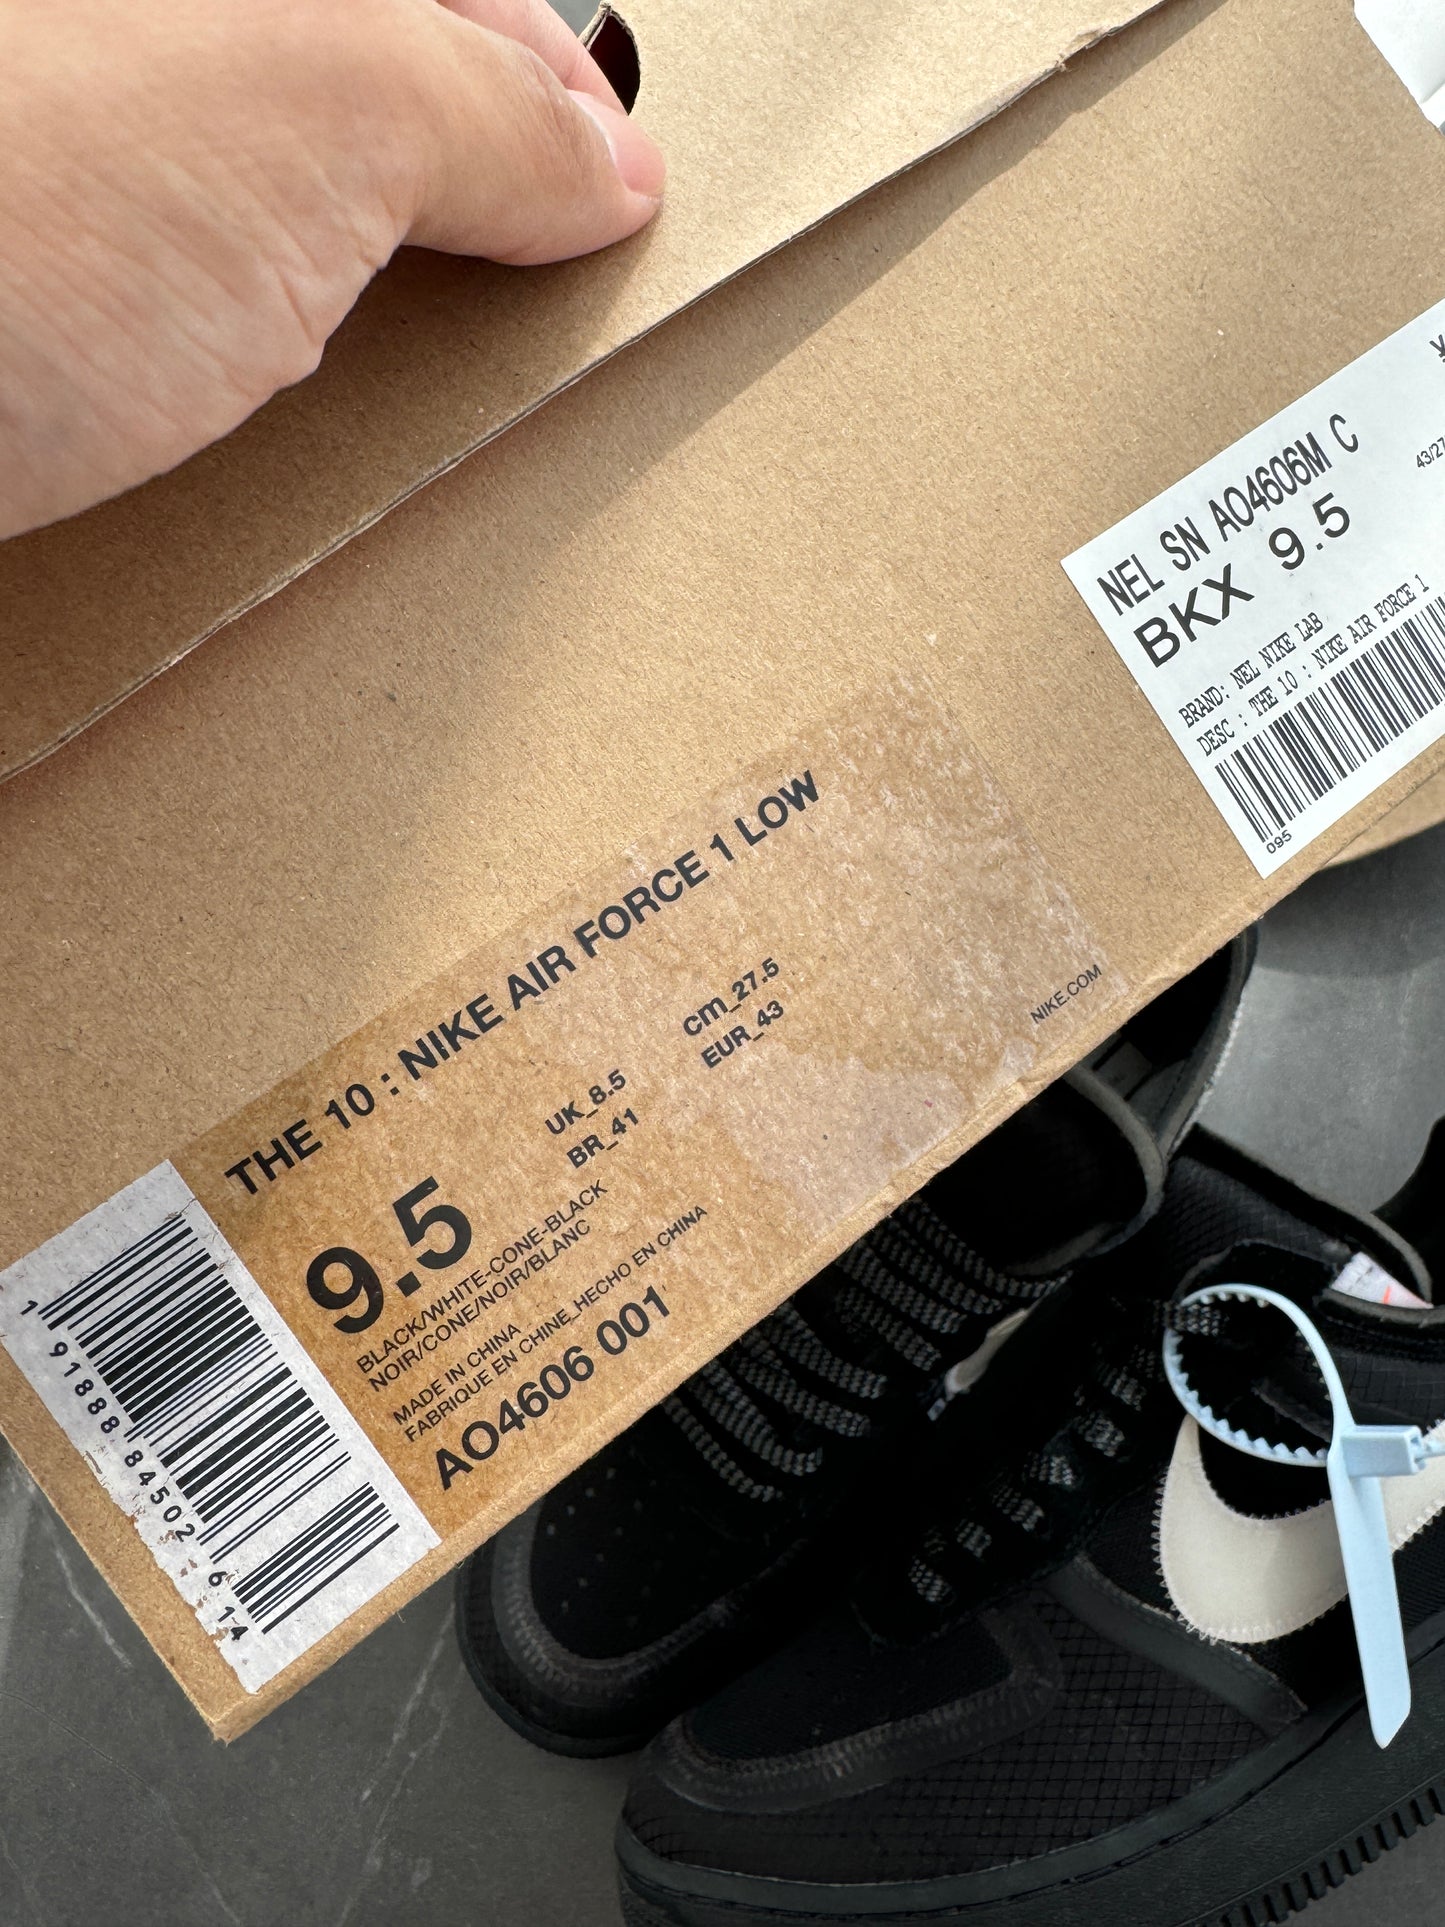 ¥
NEL SN AO4606M C
43/27
BKX 9.5
BRAND: NEL NIKE LAB
DESC : THE 10 : NIKE AIR FORCE 1
095
THE 10 : NIKE AIR FORCE 1 LOW
9.5
UK_8.5
BR_41
cm_27.5
EUR_43
NIKE.COM
BLACK/WHITE-CONE-BLACK
NOIR/CONE/NOIR/BLANC
MADE IN CHINA
FABRIQUE EN CHINE_HECHO EN CHINA
AO4606 001
1 91888 84502 6 14